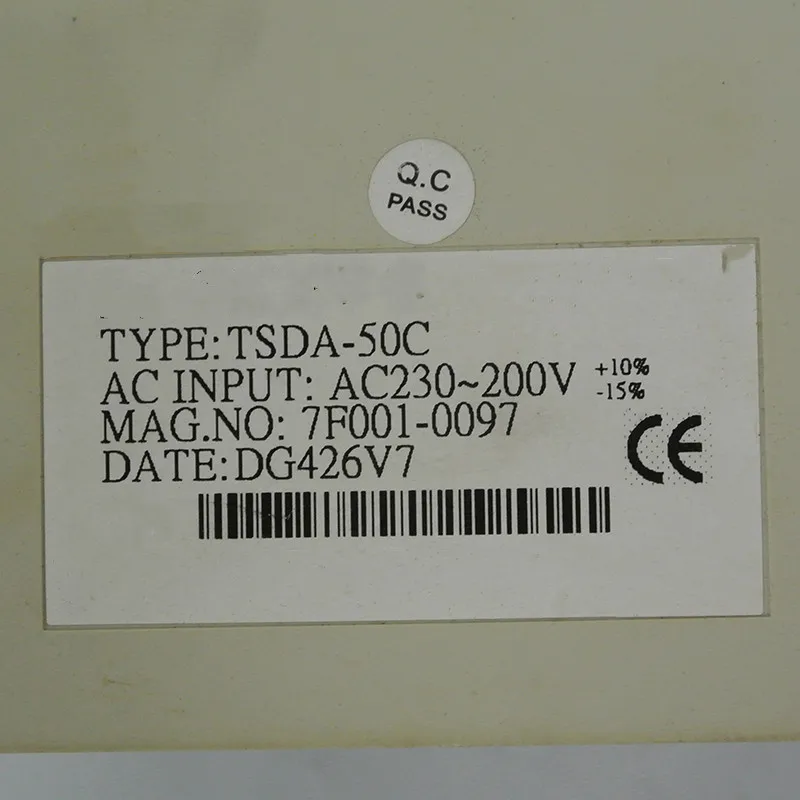 Q.C
PASS
TYPE: TSDA-50C
AC INPUT: AC230~200V +10%
-15%
MAG.NO: 7F001-0097
DATE: DG426V7
CE